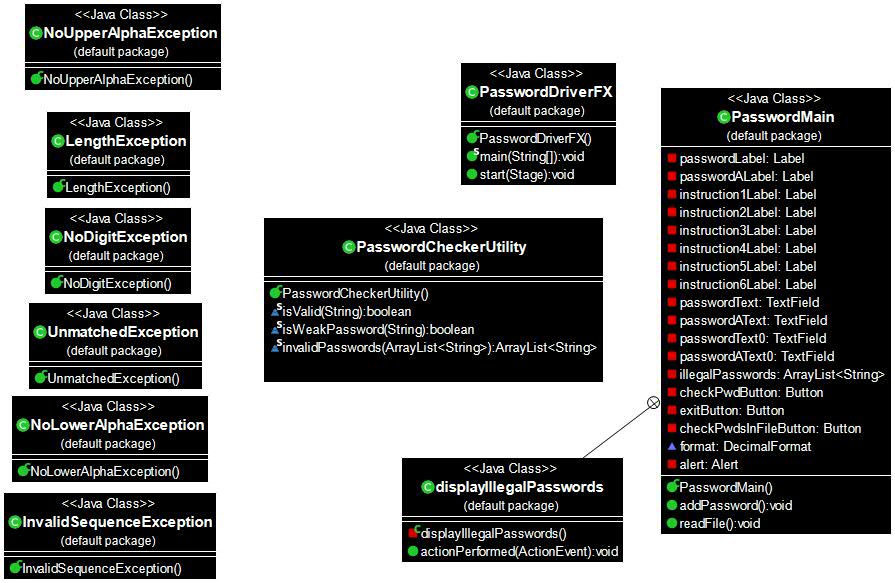 <<Java Class>>
NoUpperAlphaException
(default package)
NoUpperAlphaException()
<<Java Class>>
LengthException
(default package)
LengthException()
<<Java Class>>
NoDigitException
(default package)
NoDigitException()
<<Java Class>>
UnmatchedException
(default package)
UnmatchedException()
<<Java Class>>
NoLowerAlphaException
(default package)
NoLowerAlphaException()
<<Java Class>>
InvalidSequenceException
(default package)
InvalidSequenceException()
<<Java Class>>
PasswordDriverFX
(default package)
PasswordDriverFX()
main(String[]):void
start(Stage):void
<<Java Class>>
PasswordCheckerUtility
(default package)
PasswordCheckerUtility()
isValid(String):boolean
isWeakPassword(String):boolean
invalidPasswords(ArrayList<String>):ArrayList<String>
<<Java Class>>
displayIllegalPasswords
(default package)
displayIllegalPasswords()
actionPerformed(ActionEvent):void
<<Java Class>>
PasswordMain
(default package)
passwordLabel: Label
passwordALabel: Label
instruction1Label: Label
instruction2Label: Label
instruction3Label: Label
instruction4Label: Label
instruction5Label: Label
instruction6Label: Label
passwordText: TextField
passwordAText: TextField
passwordText0: TextField
passwordAText0: TextField
illegalPasswords: ArrayList<String>
checkPwdButton: Button
exitButton: Button
checkPwdsInFileButton: Button
format: DecimalFormat
alert: Alert
PasswordMain()
addPassword():void
readFile():void